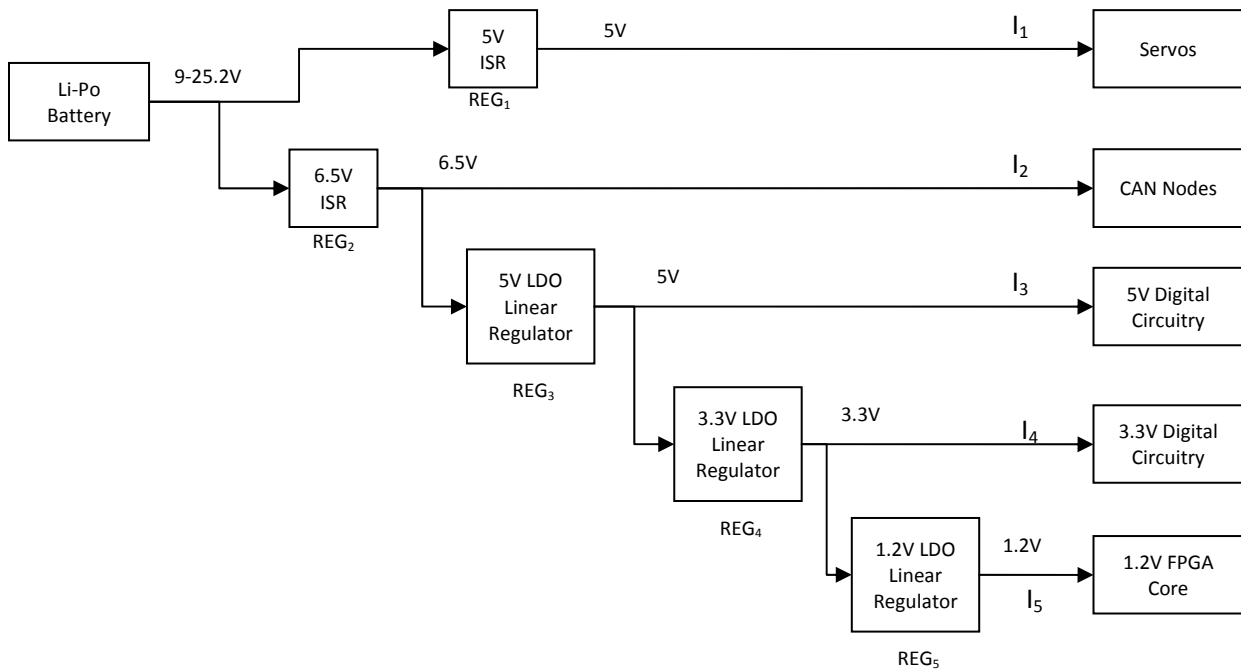 5V
ISR
REG₁
5V
I₁
Servos
Li-Po
Battery
9-25.2V
6.5V
ISR
REG₂
6.5V
I₂
CAN Nodes
5V LDO
Linear
Regulator
REG₃
5V
I₃
5V Digital
Circuitry
3.3V LDO
Linear
Regulator
REG₄
3.3V
I₄
3.3V Digital
Circuitry
1.2V LDO
Linear
Regulator
REG₅
1.2V
I₅
1.2V FPGA
Core